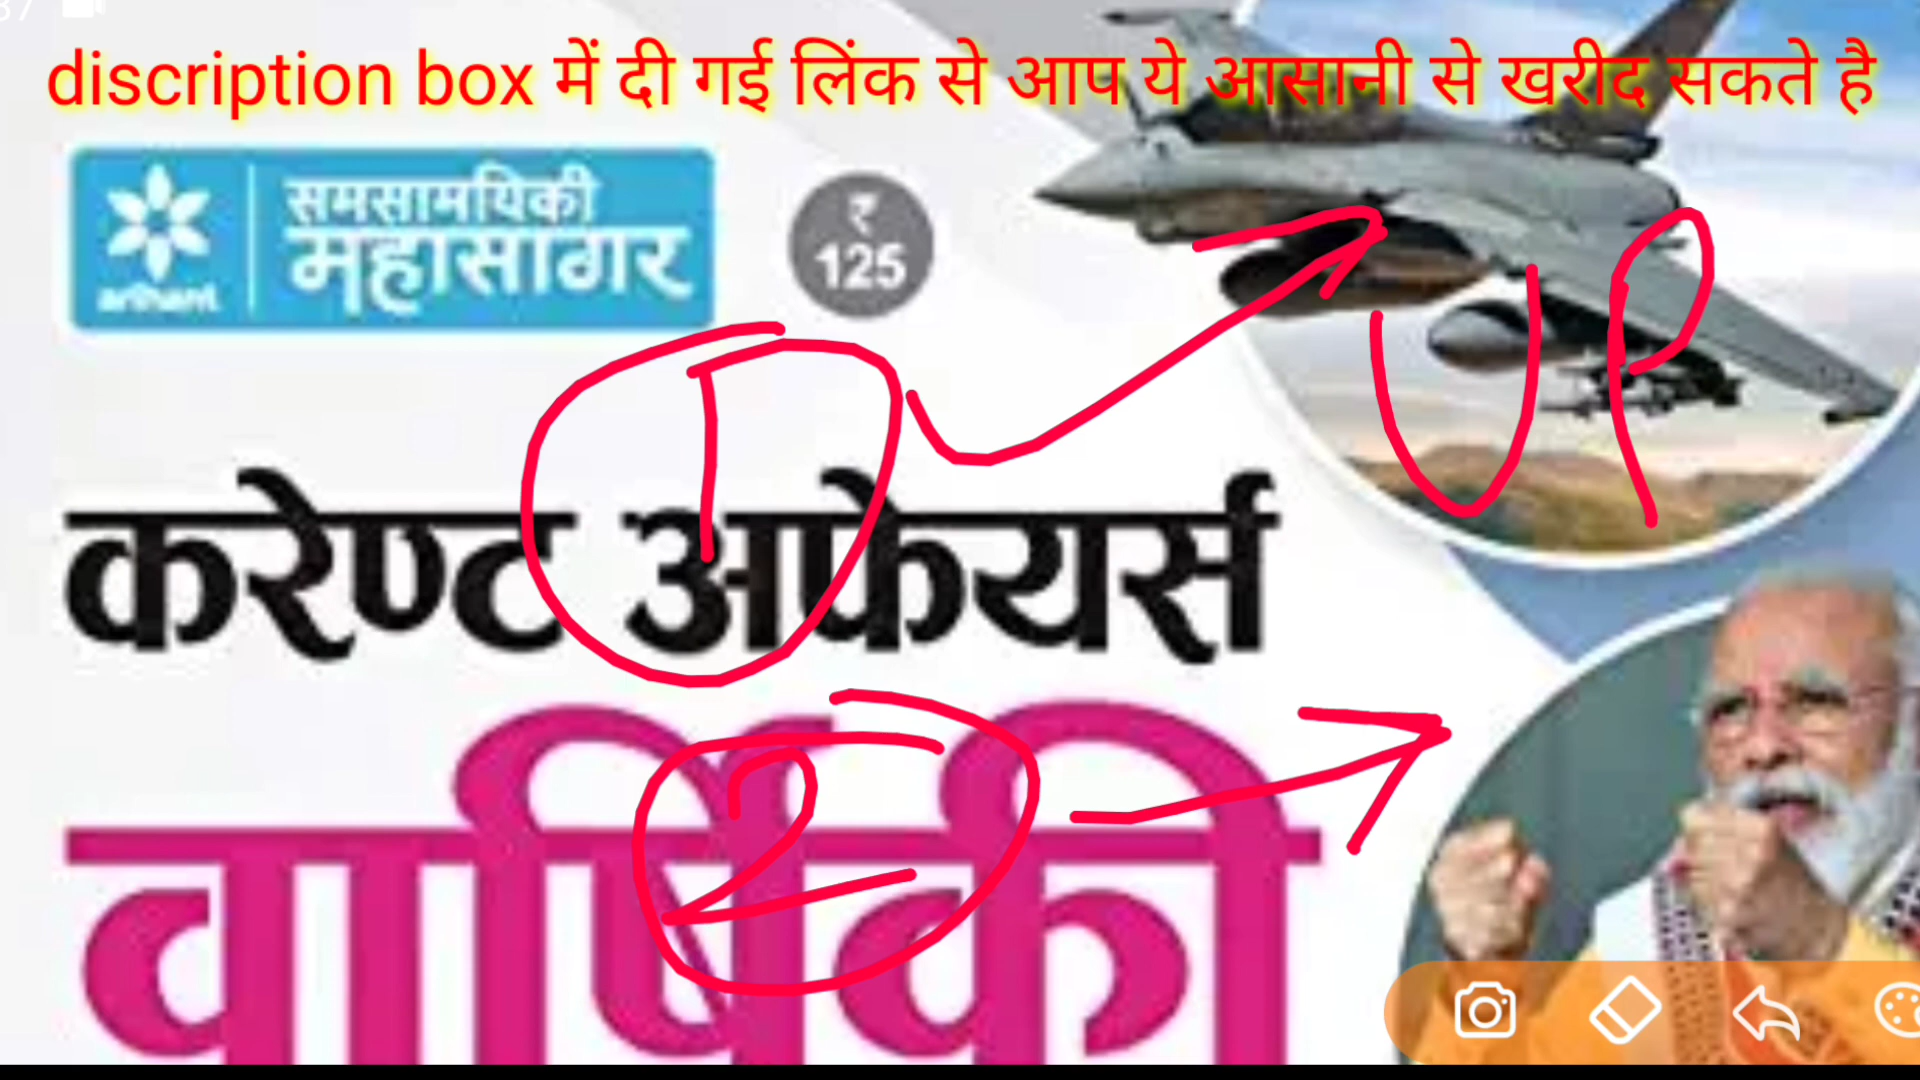 37
discription box में दी गई लिंक से आप ये आसानी से खरीद सकते है
arihant
समसामयिकी
महासागर
₹
125
1
UP
करेण्ट अफेयर्स
2
वार्षिकी